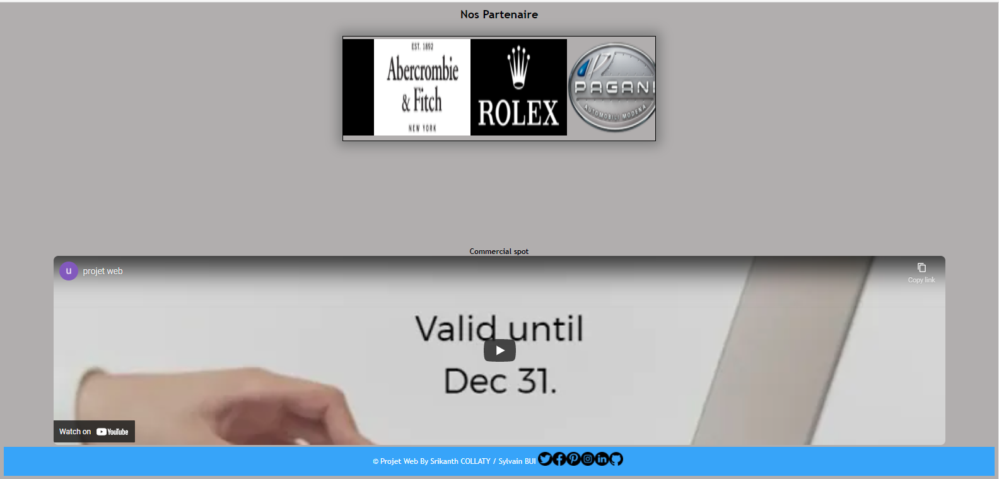 Nos Partenaire
EST. 1892
Abercrombie
& Fitch
NEW YORK
ROLEX
PAGANI
AUTOMOBILI MODENA
Commercial spot
u projet web
Copy link
Valid until
Dec 31.
Watch on YouTube
© Projet Web By Srikanth COLLATY / Sylvain BUI